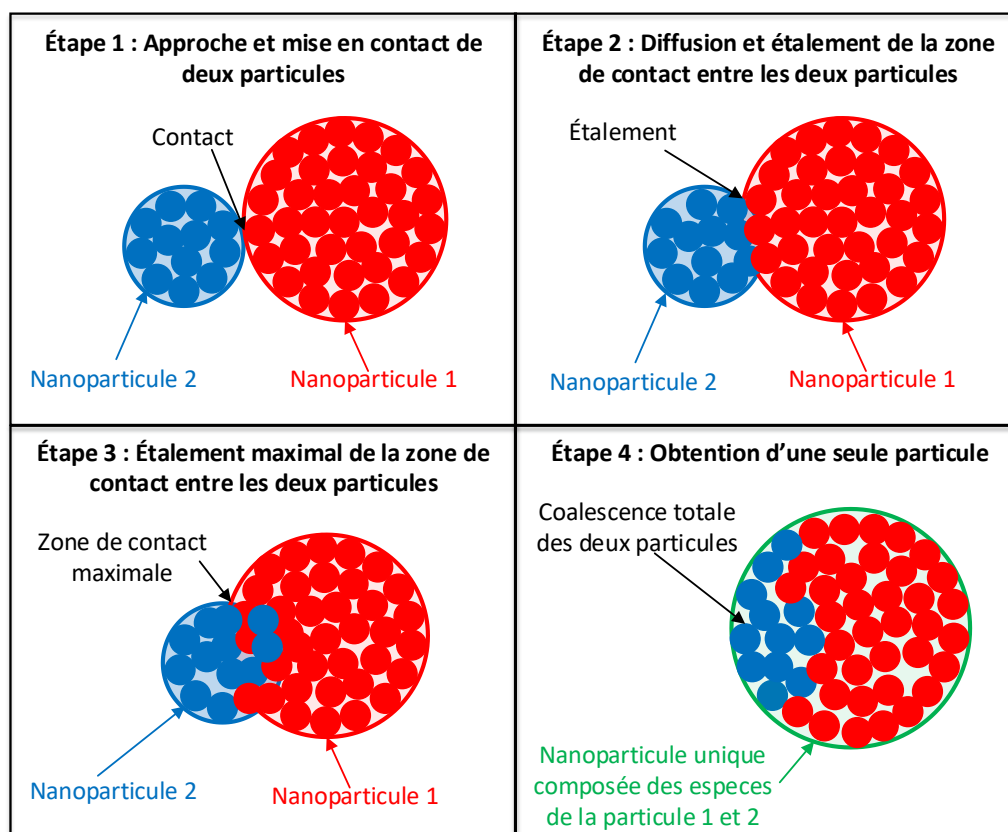 Étape 1 : Approche et mise en contact de
deux particules
Contact
Nanoparticule 2
Nanoparticule 1
Étape 2 : Diffusion et étalement de la zone
de contact entre les deux particules
Étalement
Nanoparticule 2
Nanoparticule 1
Étape 3 : Étalement maximal de la zone de
contact entre les deux particules
Zone de contact
maximale
Nanoparticule 2
Nanoparticule 1
Étape 4 : Obtention d’une seule particule
Coalescence totale
des deux particules
Nanoparticule unique
composée des especes
de la particule 1 et 2